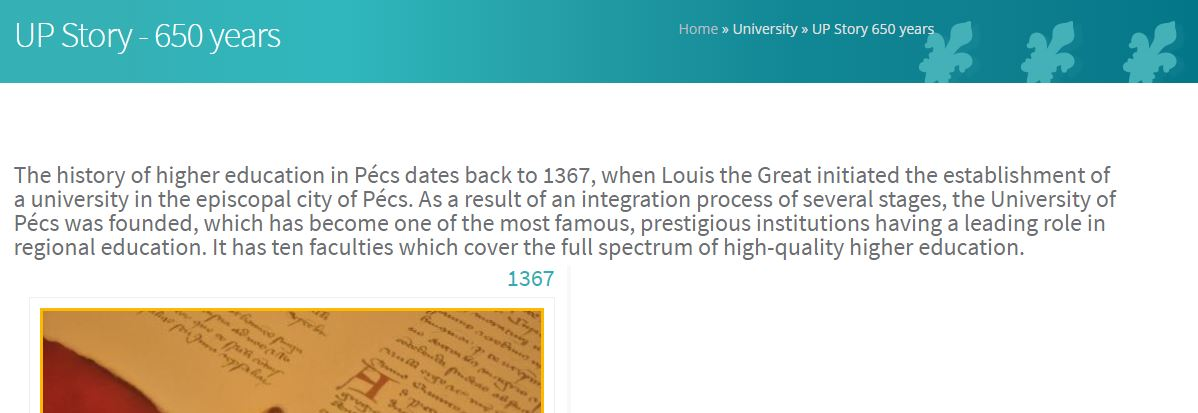 UP Story - 650 years
Home » University » UP Story 650 years
The history of higher education in Pécs dates back to 1367, when Louis the Great initiated the establishment of
a university in the episcopal city of Pécs. As a result of an integration process of several stages, the University of
Pécs was founded, which has become one of the most famous, prestigious institutions having a leading role in
regional education. It has ten faculties which cover the full spectrum of high-quality higher education.
1367